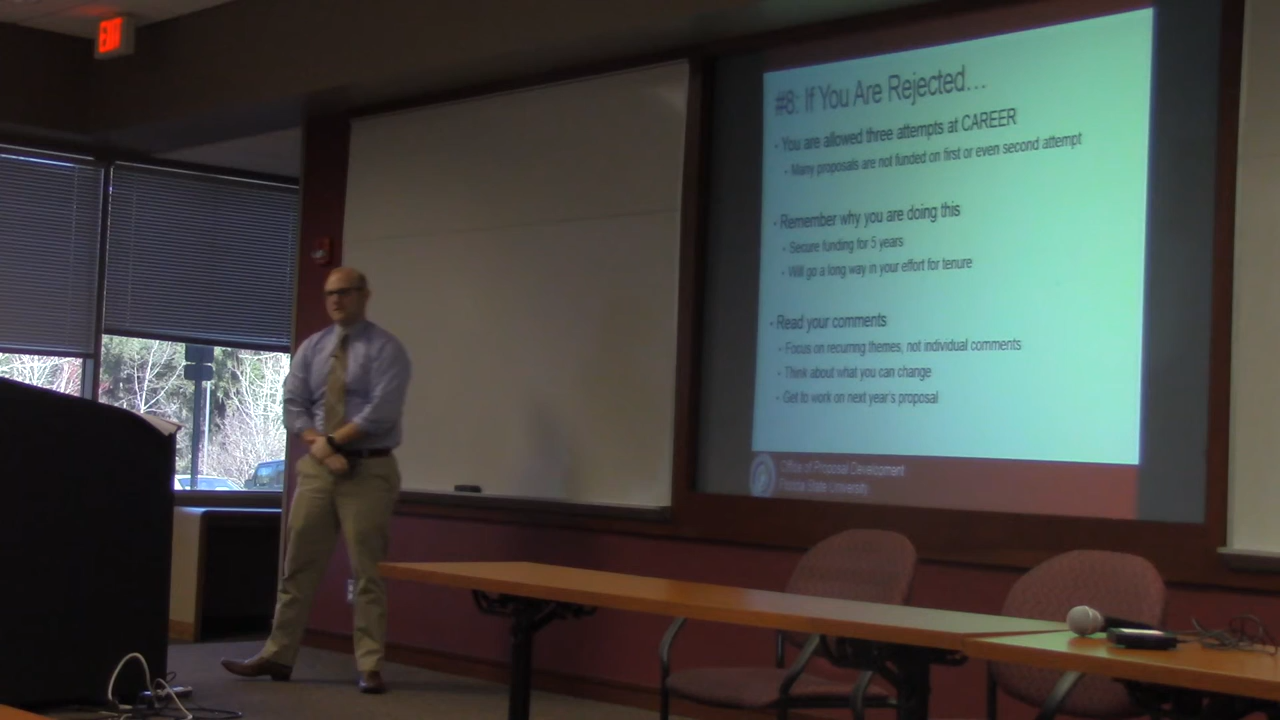 EXIT
#8: If You Are Rejected...
• You are allowed three attempts at CAREER
• Many proposals are not funded on first or even second attempt
• Remember why you are doing this
• Secure funding for 5 years
• Will go a long way in your effort for tenure
• Read your comments
• Focus on recurring themes, not individual comments
• Think about what you can change
• Get to work on next year's proposal
Office of Proposal Development
Florida State University